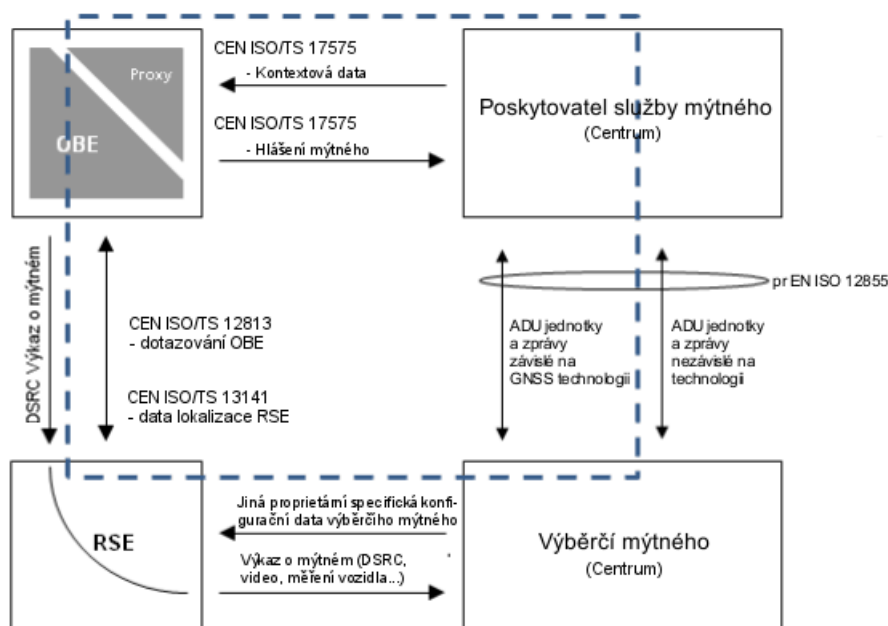 CEN ISO/TS 17575
- Kontextová data
Proxy
OBE
CEN ISO/TS 17575
- Hlášení mýtného
Poskytovatel služby mýtného
(Centrum)
DSRC Výkaz o mýtném
CEN ISO/TS 12813
- dotazování OBE
CEN ISO/TS 13141
- data lokalizace RSE
pr EN ISO 12855
ADU jednotky
a zprávy
závislé na
GNSS technologii
ADU jednotky
a zprávy
nezávislé na
technologii
RSE
Jiná proprietární specifická konfi-
gurační data výběrčího mýtného
Výkaz o mýtném (DSRC,
video, měření vozidla...)
Výběrčí mýtného
(Centrum)